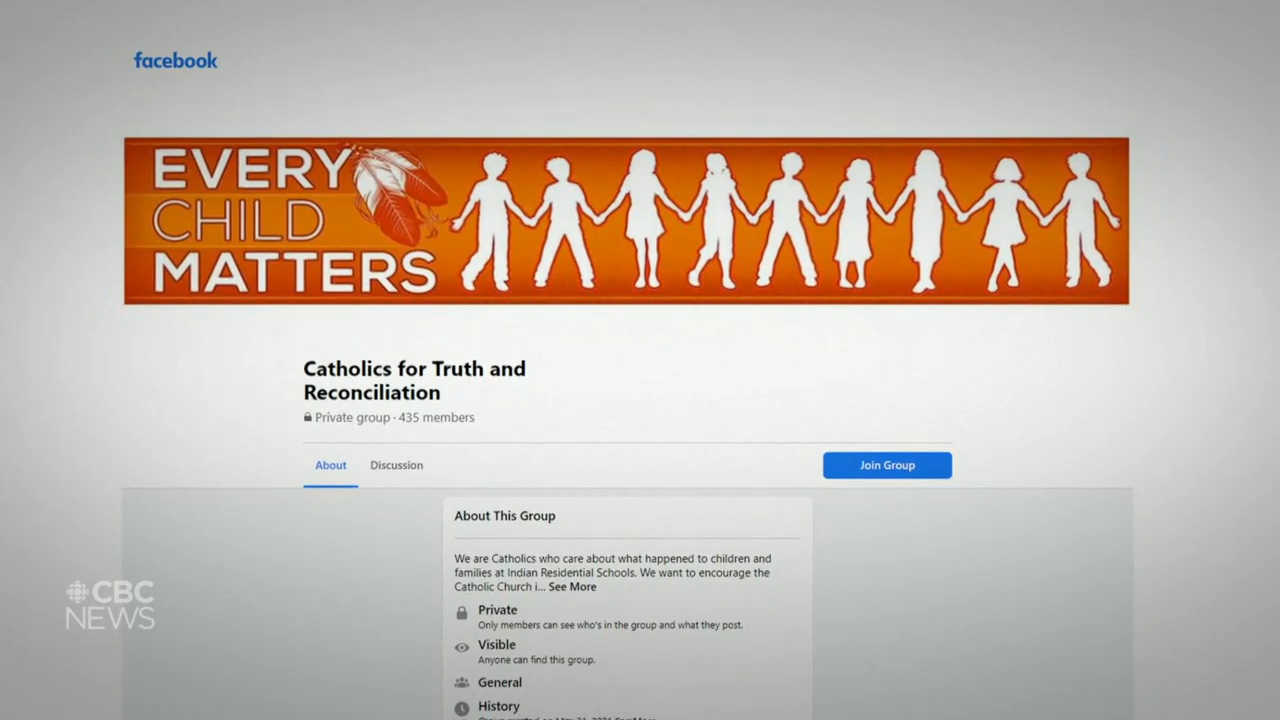 facebook
EVERY
CHILD
MATTERS
Catholics for Truth and
Reconciliation
Private group · 435 members
About
Discussion
Join Group
About This Group
We are Catholics who care about what happened to children and
families at Indian Residential Schools. We want to encourage the
Catholic Church i... See More
Private
Only members can see who's in the group and what they post.
Visible
Anyone can find this group.
General
History
CBC
NEWS